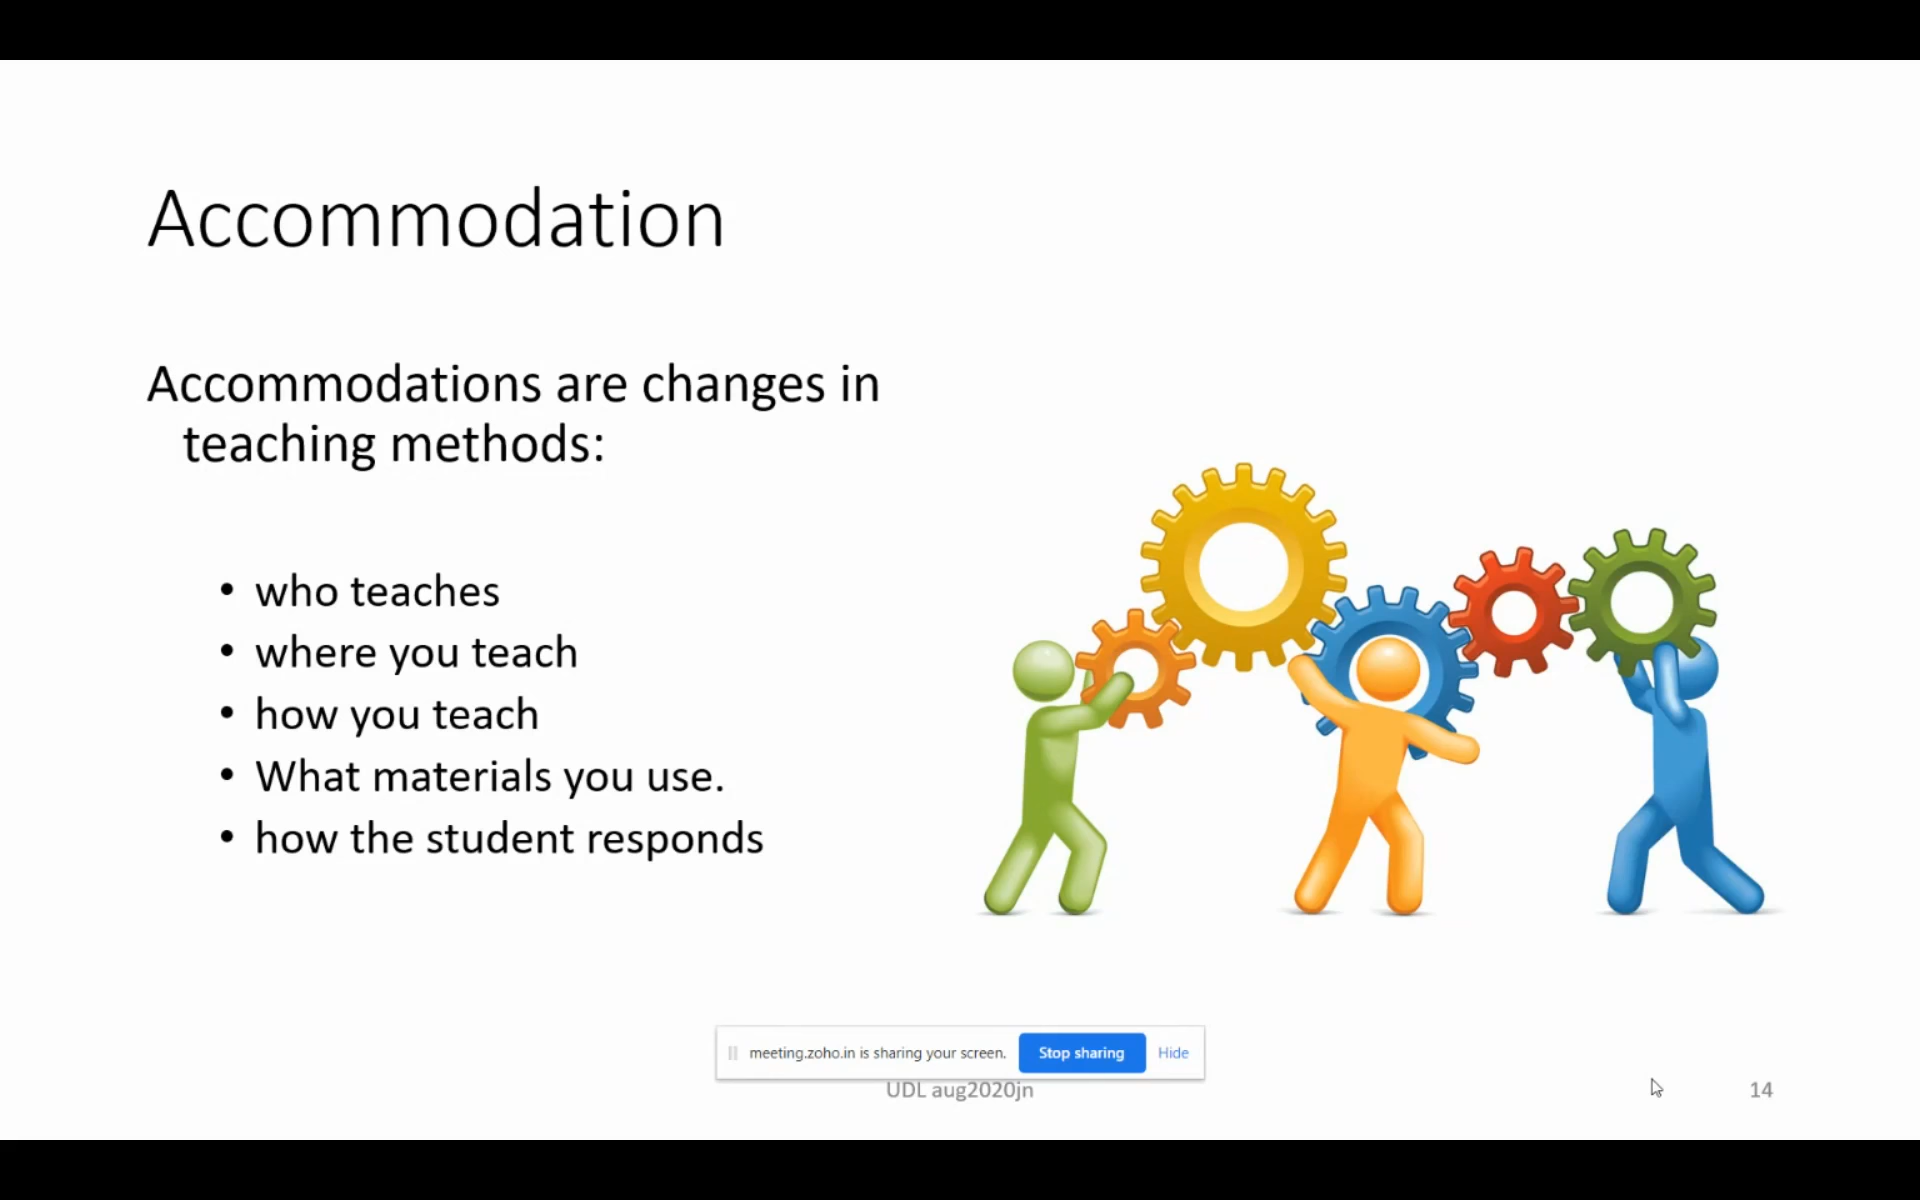 Accommodation
Accommodations are changes in
teaching methods:
• who teaches
• where you teach
• how you teach
• What materials you use.
• how the student responds
meeting.zoho.in is sharing your screen. Stop sharing Hide
UDL aug2020jn
14